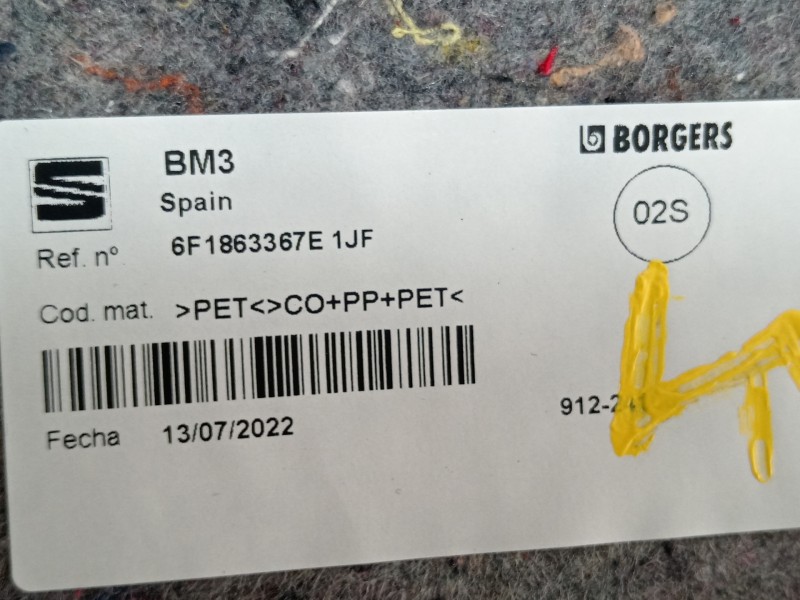 BM3
BORGERS
Spain
02S
Ref. nº 6F1863367E 1JF
Cod. mat. >PET<>CO+PP+PET<
912-241
Fecha 13/07/2022